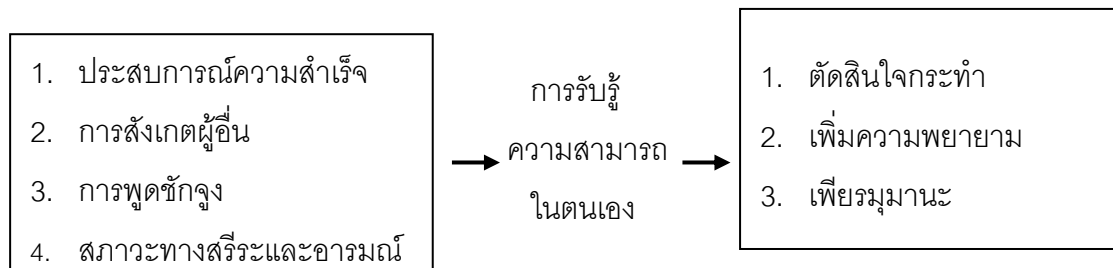 1. ประสบการณ์ความสำเร็จ
2. การสังเกตผู้อื่น
3. การพูดชักจูง
4. สภาวะทางสรีระและอารมณ์
การรับรู้
ความสามารถ
ในตนเอง
1. ตัดสินใจกระทำ
2. เพิ่มความพยายาม
3. เพียรมุมานะ